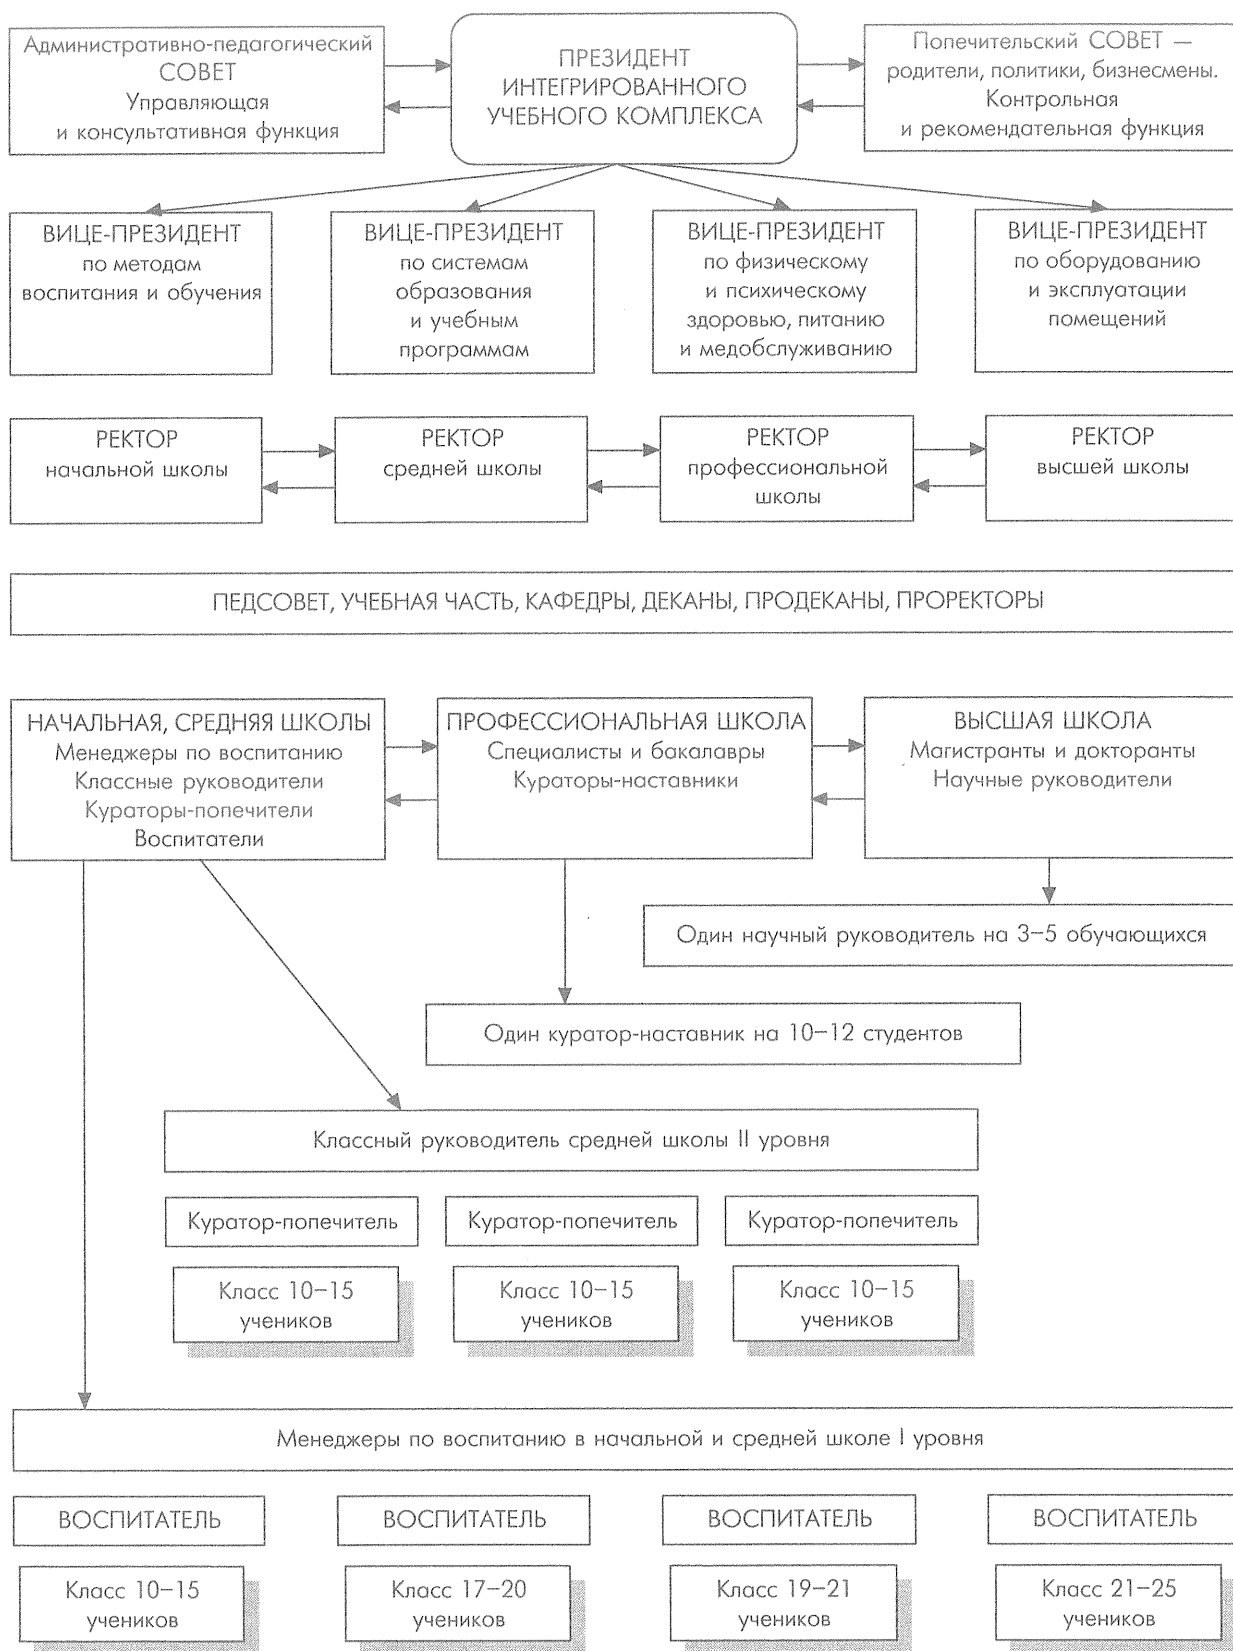 Административно-педагогический
СОВЕТ
Управляющая
и консультативная функция
ПРЕЗИДЕНТ
ИНТЕГРИРОВАННОГО
УЧЕБНОГО КОМПЛЕКСА
Попечительский СОВЕТ —
родители, политики, бизнесмены.
Контрольная
и рекомендательная функция
ВИЦЕ-ПРЕЗИДЕНТ
по методам
воспитания и обучения
ВИЦЕ-ПРЕЗИДЕНТ
по системам
образования
и учебным
программам
ВИЦЕ-ПРЕЗИДЕНТ
по физическому
и психическому
здоровью, питанию
и медобслуживанию
ВИЦЕ-ПРЕЗИДЕНТ
по оборудованию
и эксплуатации
помещений
РЕКТОР
начальной школы
РЕКТОР
средней школы
РЕКТОР
профессиональной
школы
РЕКТОР
высшей школы
ПЕДСОВЕТ, УЧЕБНАЯ ЧАСТЬ, КАФЕДРЫ, ДЕКАНЫ, ПРОДЕКАНЫ, ПРОРЕКТОРЫ
НАЧАЛЬНАЯ, СРЕДНЯЯ ШКОЛЫ
Менеджеры по воспитанию
Классные руководители
Кураторы-попечители
Воспитатели
ПРОФЕССИОНАЛЬНАЯ ШКОЛА
Специалисты и бакалавры
Кураторы-наставники
ВЫСШАЯ ШКОЛА
Магистранты и докторанты
Научные руководители
Один научный руководитель на 3–5 обучающихся
Один куратор-наставник на 10–12 студентов
Классный руководитель средней школы II уровня
Куратор-попечитель
Куратор-попечитель
Куратор-попечитель
Класс 10–15
учеников
Класс 10–15
учеников
Класс 10–15
учеников
Менеджеры по воспитанию в начальной и средней школе I уровня
ВОСПИТАТЕЛЬ
ВОСПИТАТЕЛЬ
ВОСПИТАТЕЛЬ
ВОСПИТАТЕЛЬ
Класс 10–15
учеников
Класс 17–20
учеников
Класс 19–21
учеников
Класс 21–25
учеников